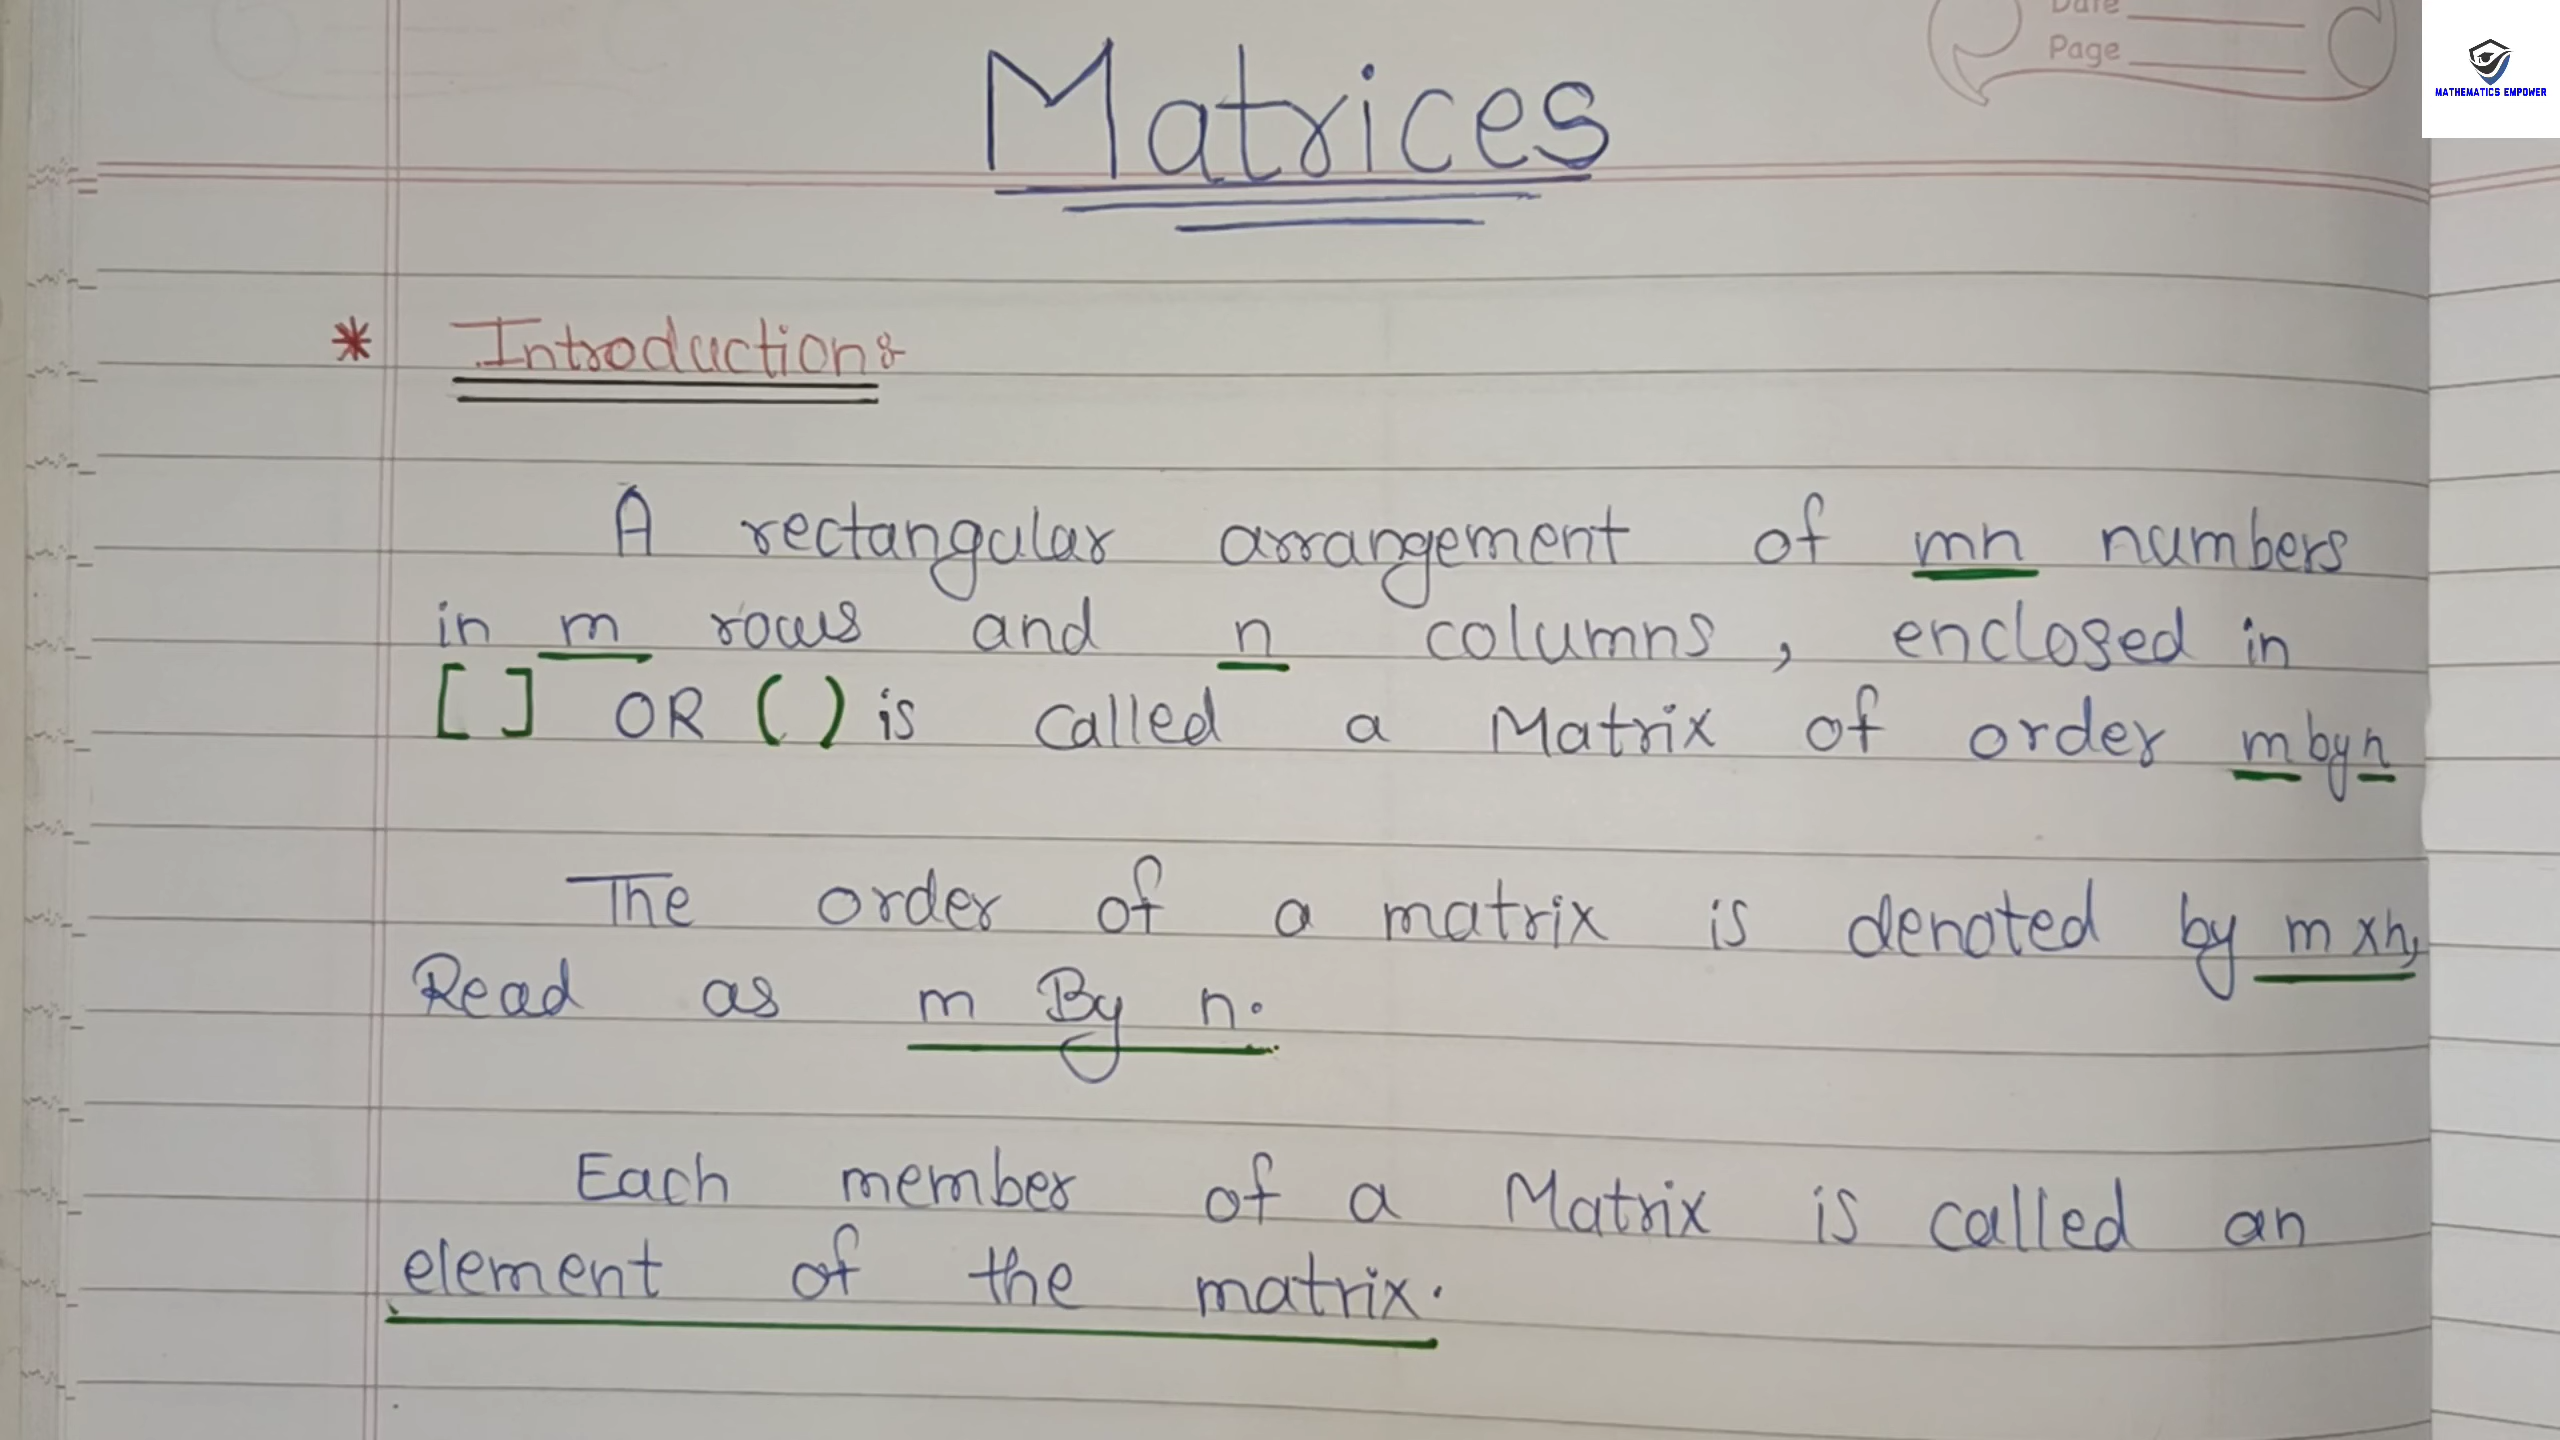 Date
Page
MATHEMATICS EMPOWER
Matrices
* Introduction:
A rectangular arrangement of mn numbers
in m rows and n columns, enclosed in
[ ] OR ( ) is called a Matrix of order m by n
The order of a matrix is denoted by m x n,
Read as m By n.
Each member of a Matrix is called an
element of the matrix.